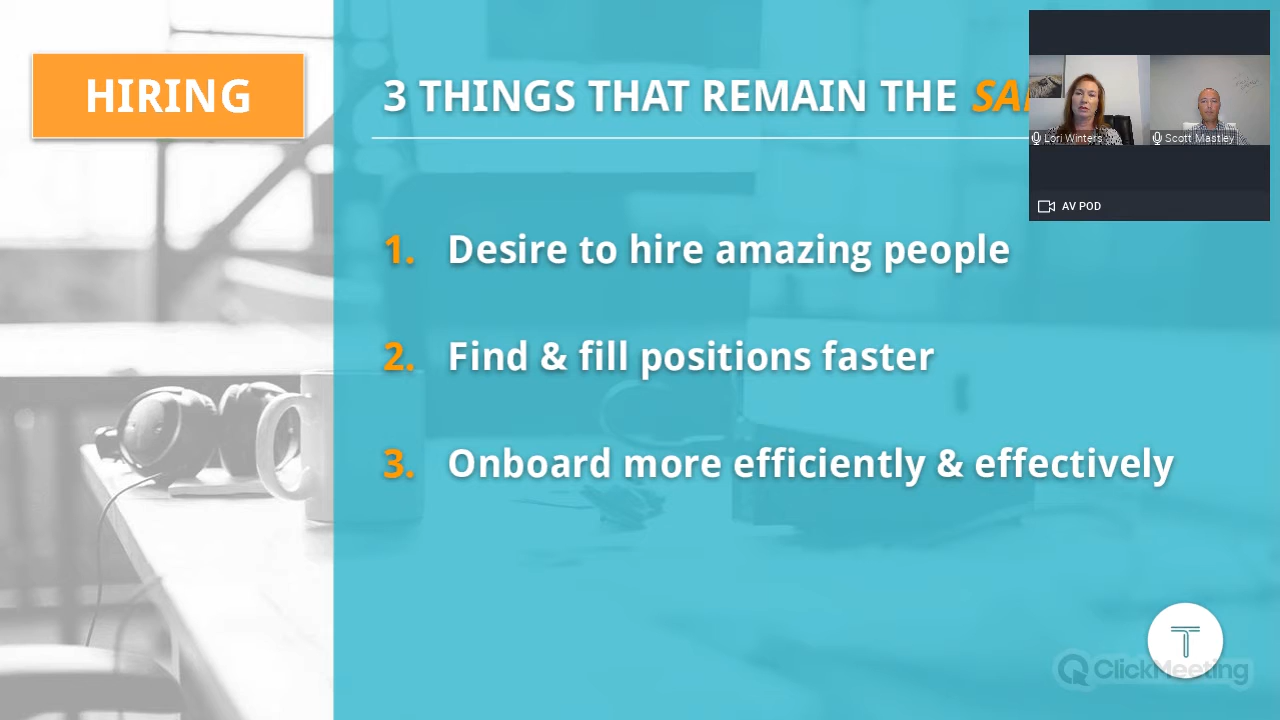 HIRING
3 THINGS THAT REMAIN THE
Lori Winters
Scott Mastley
AV POD
1. Desire to hire amazing people
2. Find & fill positions faster
3. Onboard more efficiently & effectively
T
ClickMeeting